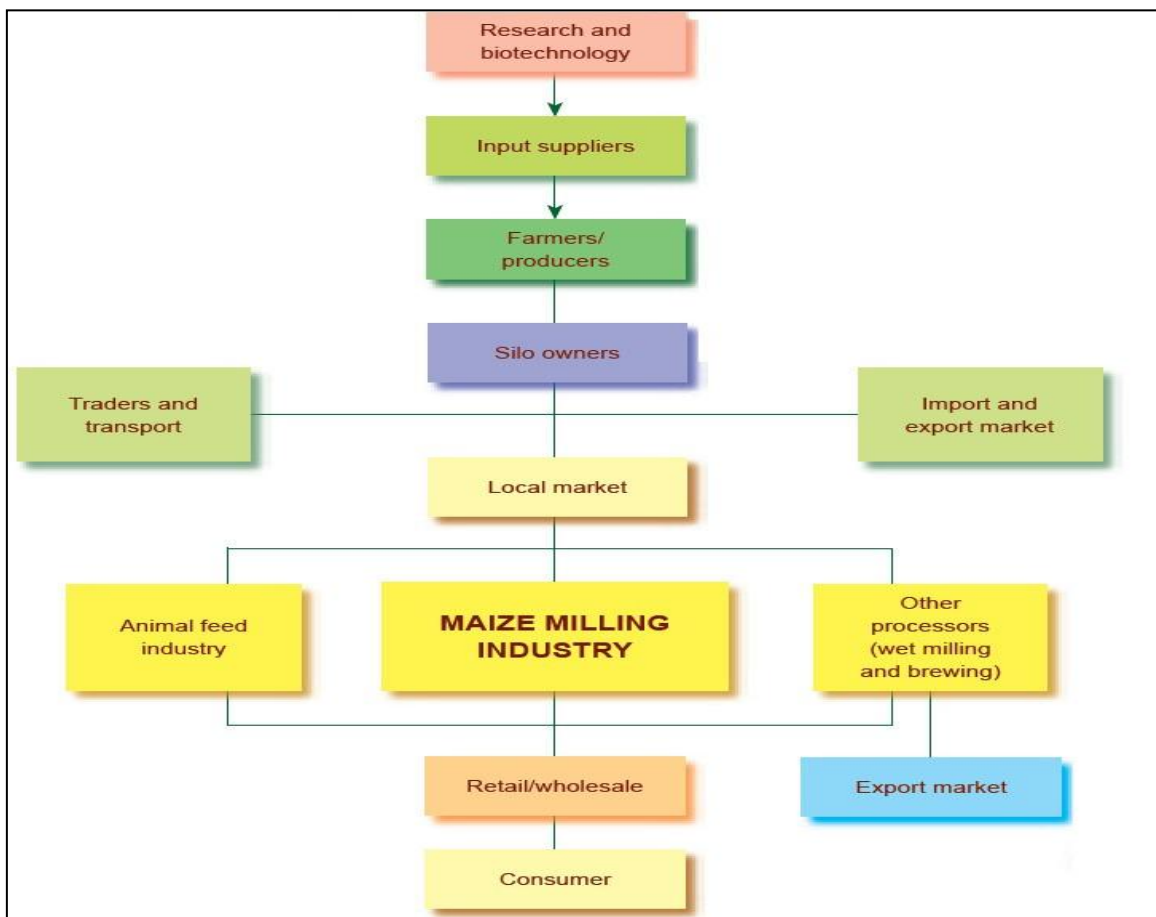 Research and
biotechnology
Input suppliers
Farmers/
producers
Silo owners
Traders and
transport
Import and
export market
Local market
Animal feed
industry
MAIZE MILLING
INDUSTRY
Other
processors
(wet milling
and brewing)
Retail/wholesale
Export market
Consumer